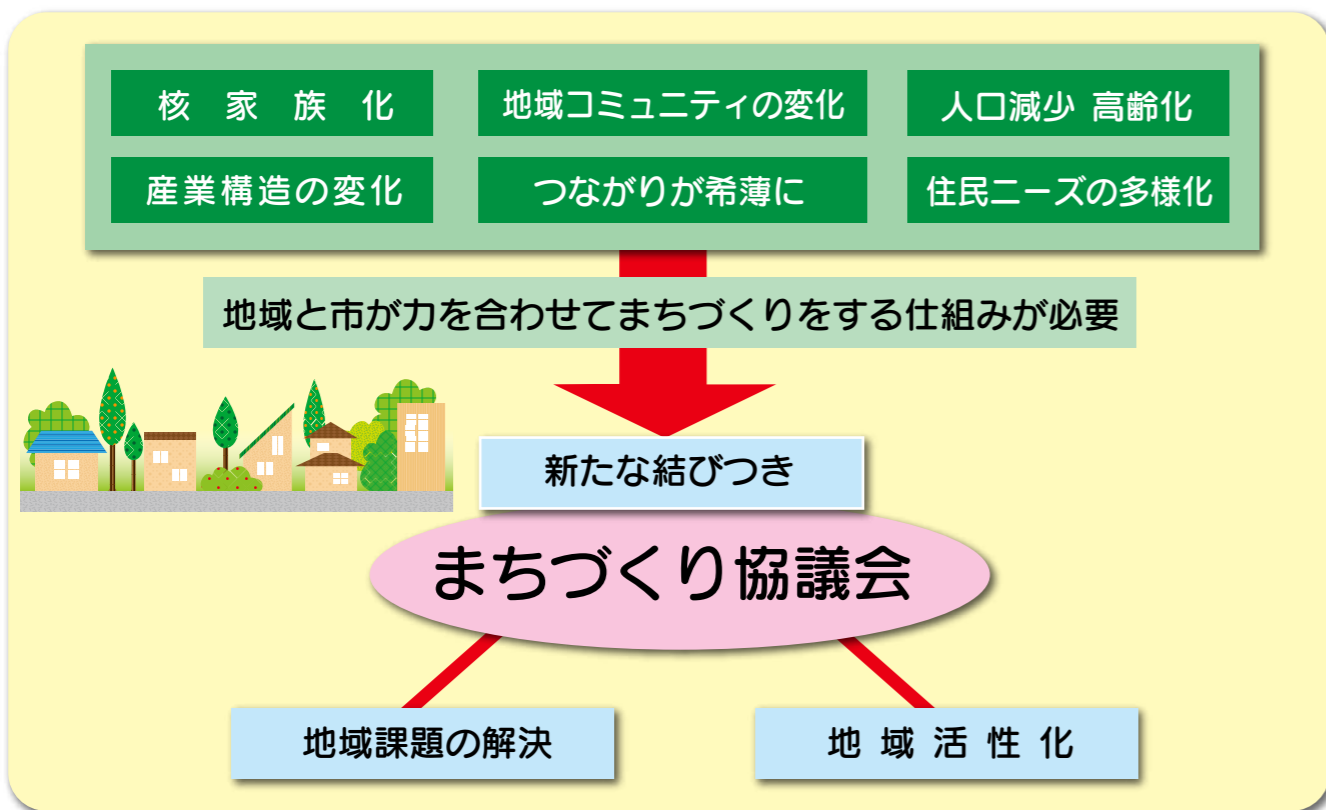 核家族化
地域コミュニティの変化
人口減少 高齢化
産業構造の変化
つながりが希薄に
住民ニーズの多様化
地域と市が力を合わせてまちづくりをする仕組みが必要
新たな結びつき
まちづくり協議会
地域課題の解決
地域活性化